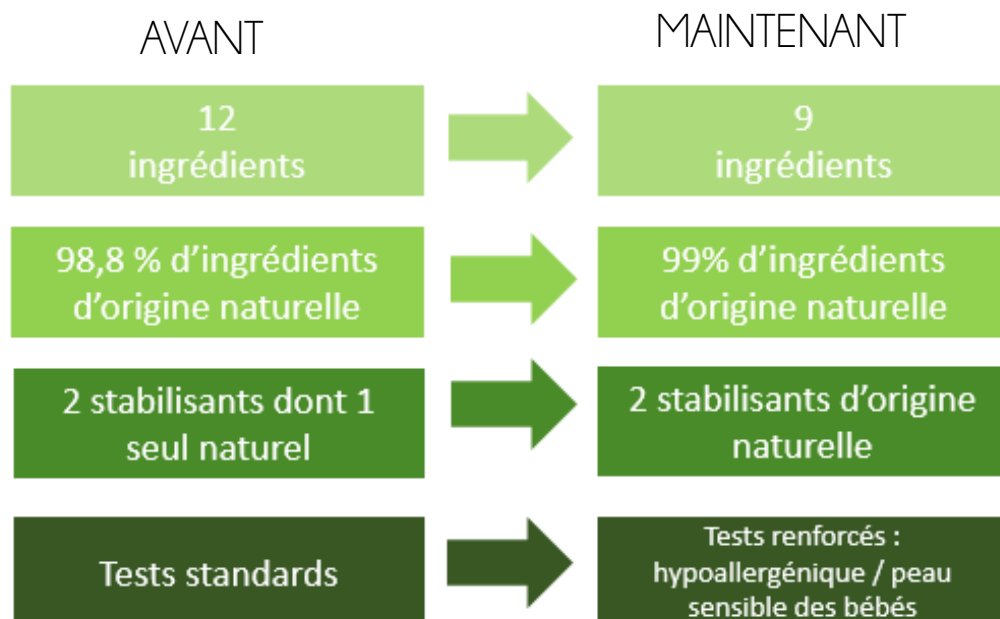 AVANT
MAINTENANT
12
ingrédients
9
ingrédients
98,8 % d'ingrédients
d'origine naturelle
99% d'ingrédients
d'origine naturelle
2 stabilisants dont 1
seul naturel
2 stabilisants d'origine
naturelle
Tests standards
Tests renforcés :
hypoallergénique / peau
sensible des bébés